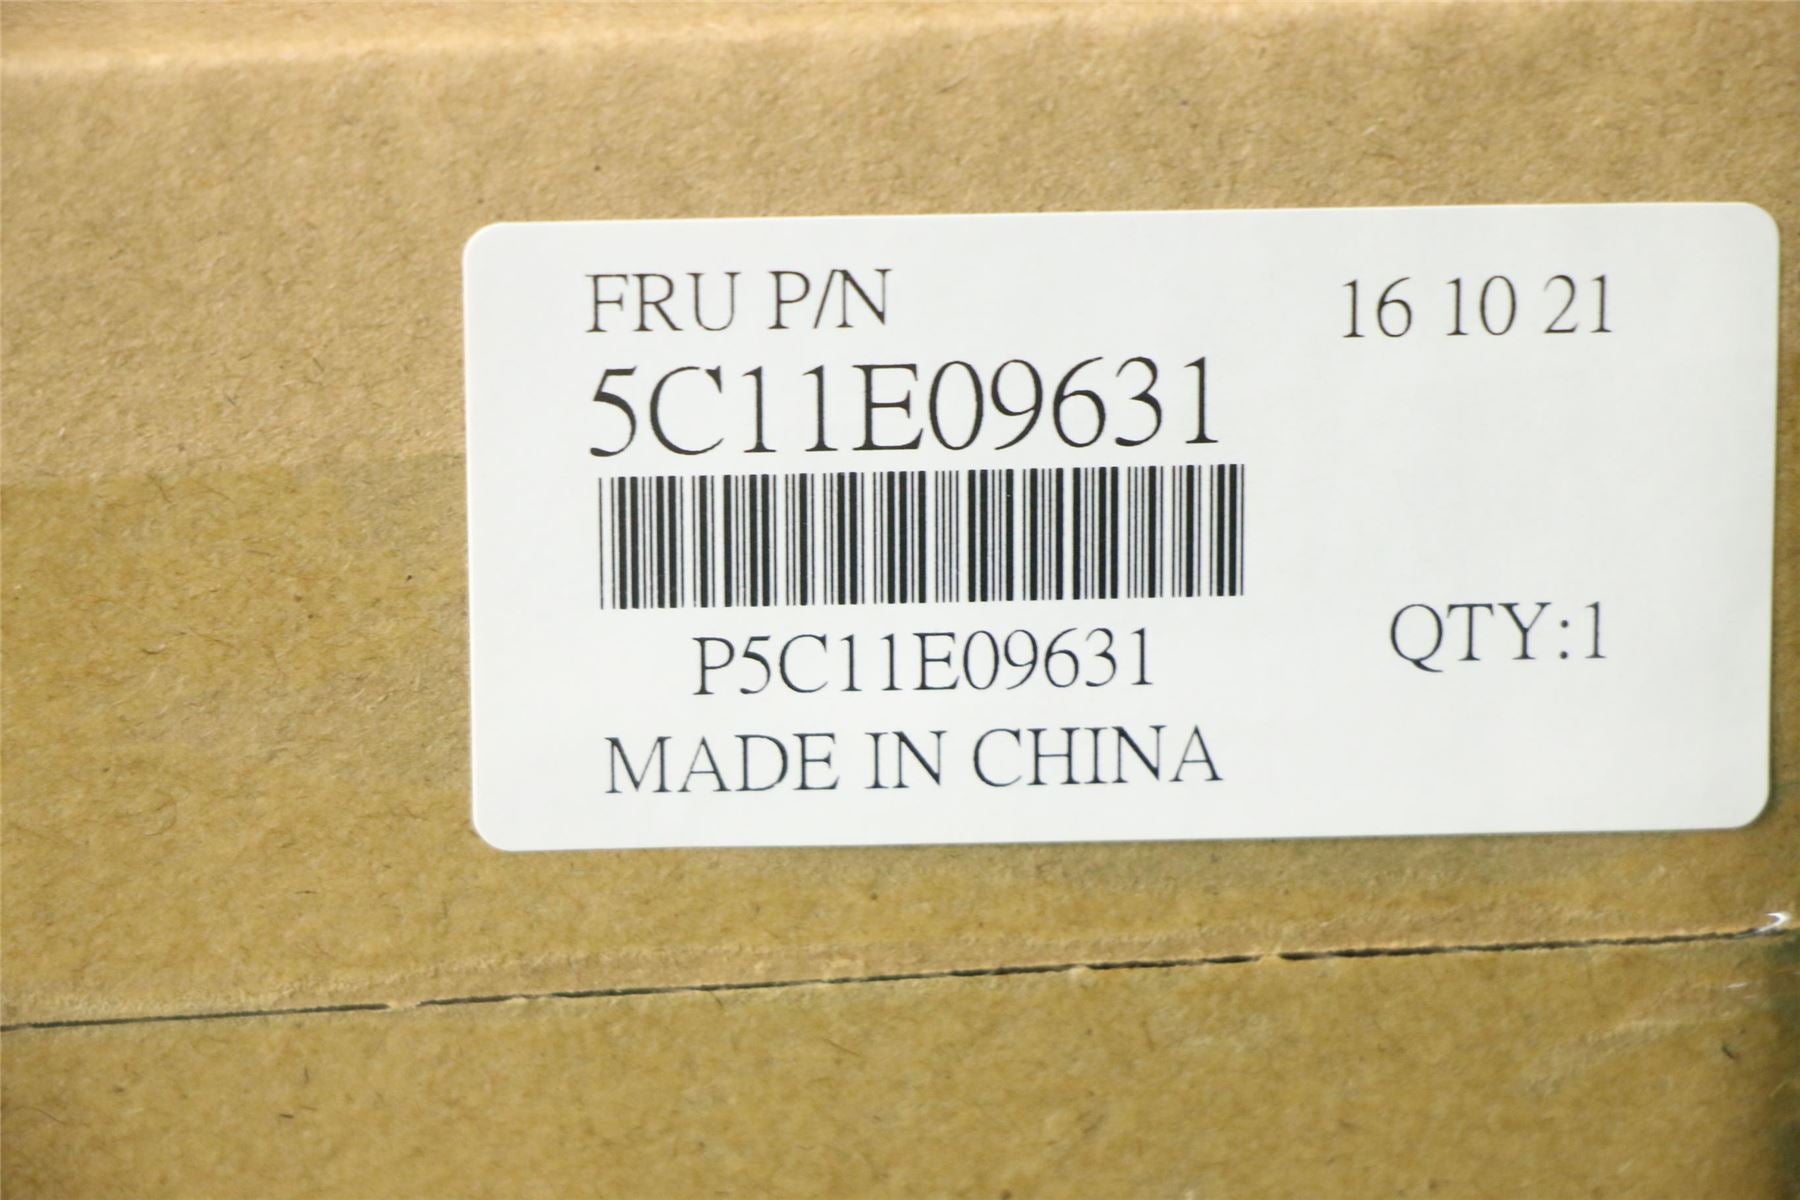 FRU P/N
16 10 21
5C11E09631
P5C11E09631
QTY:1
MADE IN CHINA